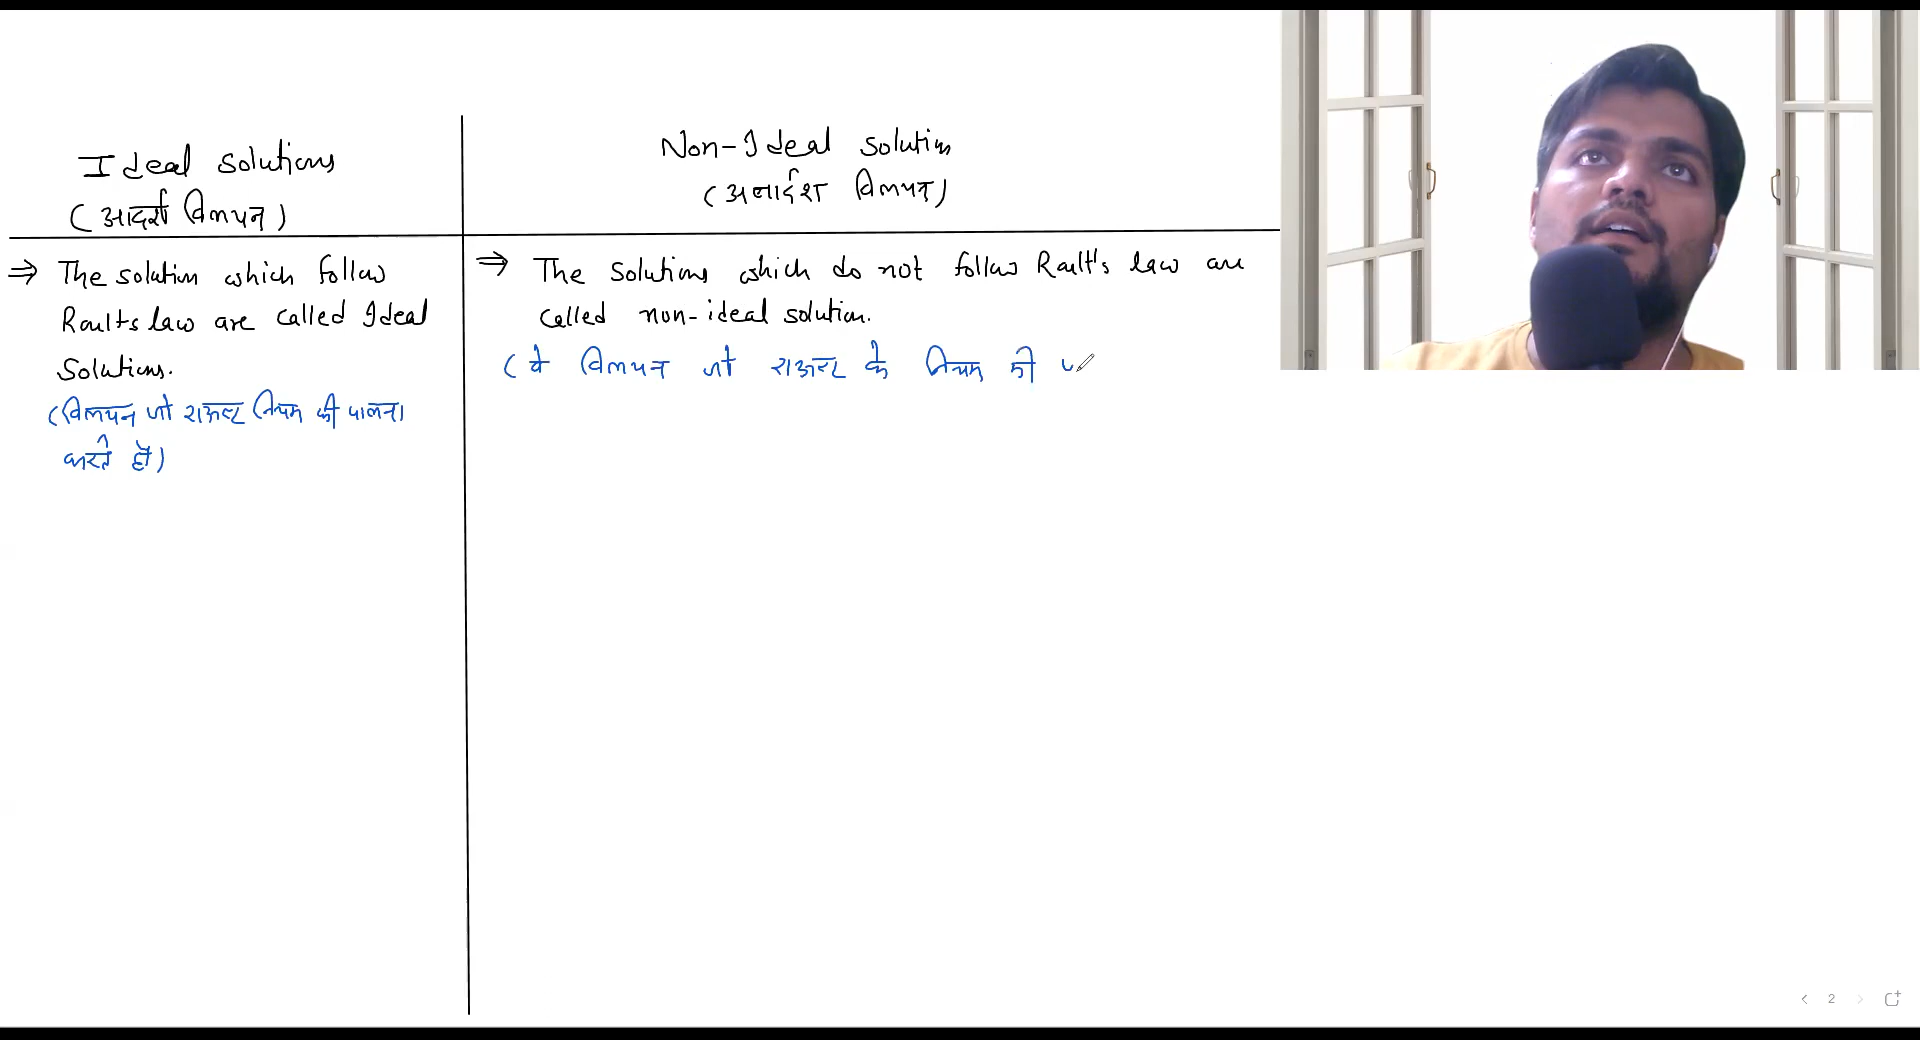 Ideal Solutions
(आदर्श विलयन)
Non-Ideal Solution
(अनार्दश विलयन)
⇒ The solution which follow
Raults law are called Ideal
Solutions.
(विलयन जो राऊल्ट नियम की पालना
करते हो)
⇒ The Solutions which do not follow Rault's law are
called non-ideal solution.
(वे विलयन जो राऊल्ट के नियम की
< 2 >